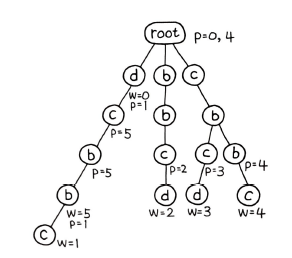 root p=0, 4
d b c
w=0
p=1
c b b
p=5
b c c b
p=5 p=2 p=3 p=4
b d d c
w=5 w=2 w=3 w=4
p=1
c w=1